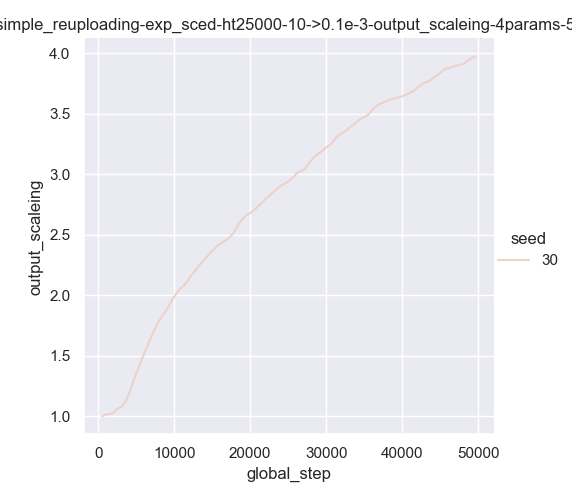 simple_reuploading-exp_sced-ht25000-10->0.1e-3-output_scaleing-4params-5
4.0
3.5
3.0
2.5
2.0
1.5
1.0
output_scaleing
0 10000 20000 30000 40000 50000
global_step
seed
30